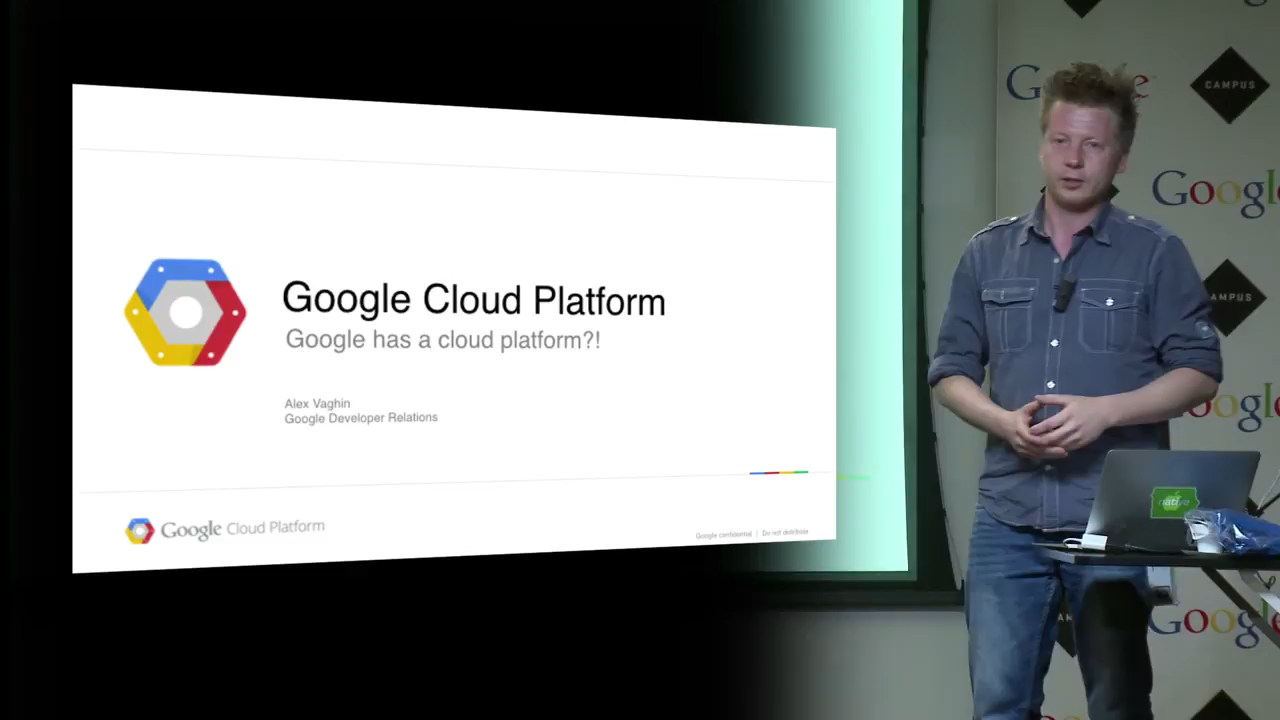 Google Cloud Platform
Google has a cloud platform?!
Alex Vaghin
Google Developer Relations
Google Cloud Platform
Google confidential | Do not distribute
Google
CAMPUS
Google
CAMPUS
Google
native
Google